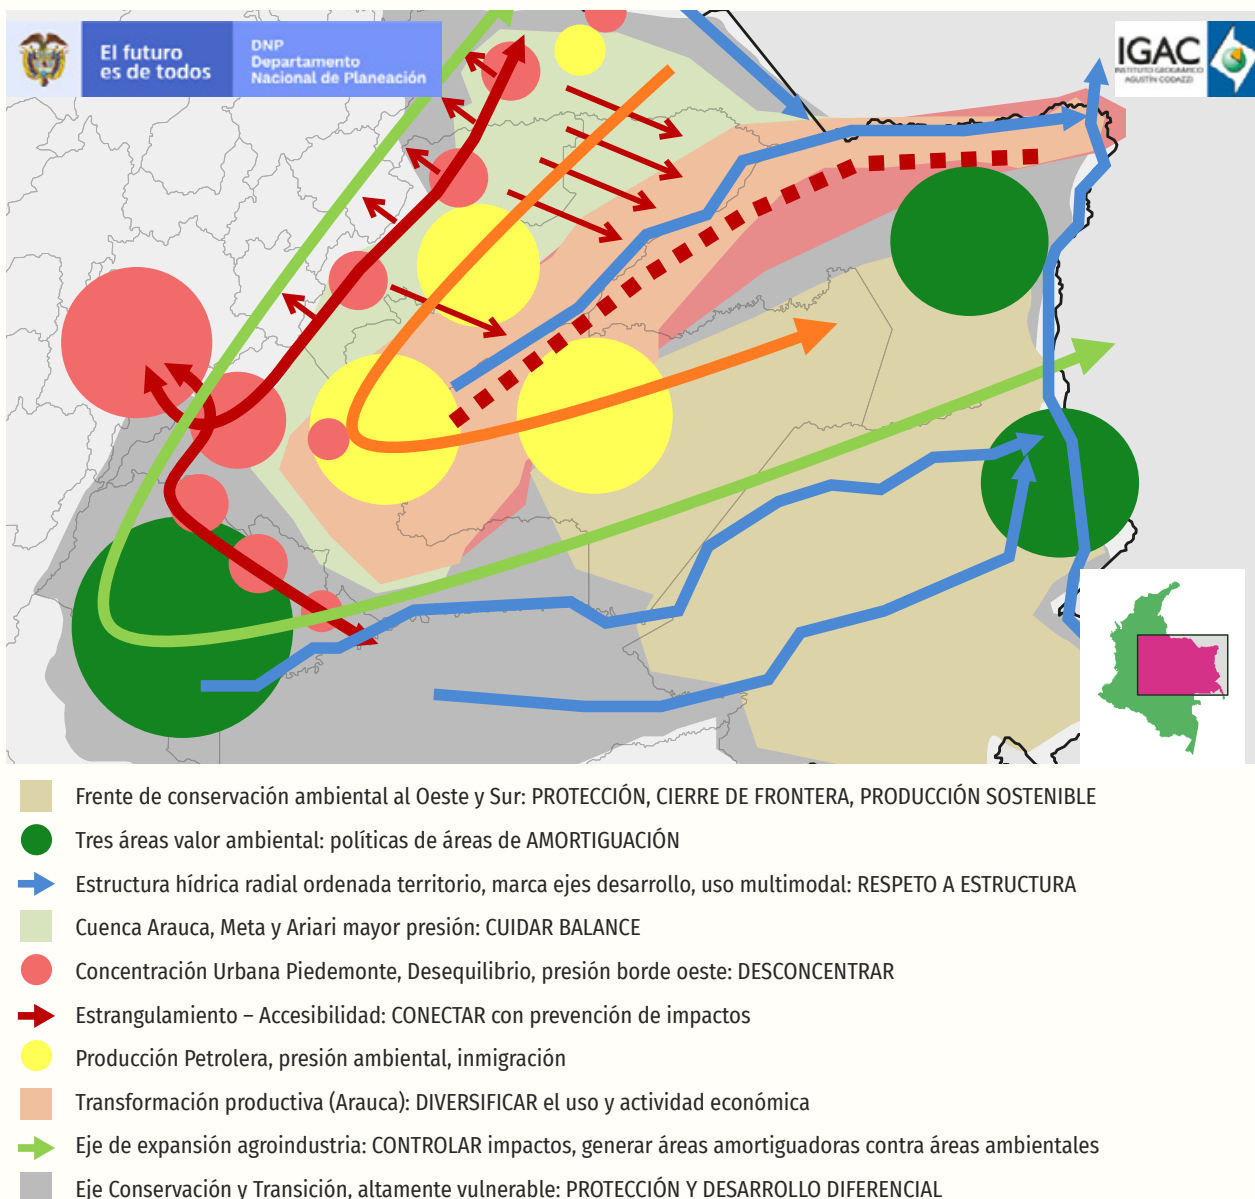 El futuro
es de todos
DNP
Departamento
Nacional de Planeación
IGAC
INSTITUTO GEOGRÁFICO
AGUSTÍN CODAZZI
Frente de conservación ambiental al Oeste y Sur: PROTECCIÓN, CIERRE DE FRONTERA, PRODUCCIÓN SOSTENIBLE
Tres áreas valor ambiental: políticas de áreas de AMORTIGUACIÓN
Estructura hídrica radial ordenada territorio, marca ejes desarrollo, uso multimodal: RESPETO A ESTRUCTURA
Cuenca Arauca, Meta y Ariari mayor presión: CUIDAR BALANCE
Concentración Urbana Piedemonte, Desequilibrio, presión borde oeste: DESCONCENTRAR
Estrangulamiento – Accesibilidad: CONECTAR con prevención de impactos
Producción Petrolera, presión ambiental, inmigración
Transformación productiva (Arauca): DIVERSIFICAR el uso y actividad económica
Eje de expansión agroindustria: CONTROLAR impactos, generar áreas amortiguadoras contra áreas ambientales
Eje Conservación y Transición, altamente vulnerable: PROTECCIÓN Y DESARROLLO DIFERENCIAL